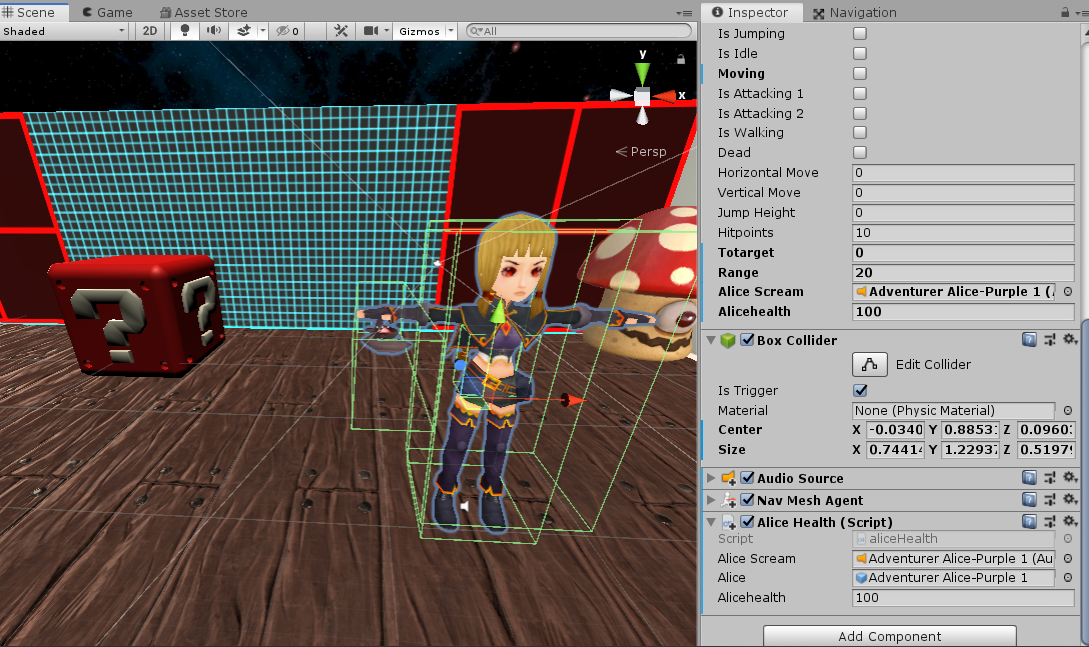 Scene Game Asset Store
Shaded 2D 0 Gizmos All
y
x
Persp
? ?
Inspector Navigation
Is Jumping
Is Idle
Moving
Is Attacking 1
Is Attacking 2
Is Walking
Dead
Horizontal Move 0
Vertical Move 0
Jump Height 0
Hitpoints 10
Totarget 0
Range 20
Alice Scream Adventurer Alice-Purple 1 (
Alicehealth 100
Box Collider
Edit Collider
Is Trigger
Material None (Physic Material)
Center X -0.0340 Y 0.8853 Z 0.0960
Size X 0.7441 Y 1.2293 Z 0.5197
Audio Source
Nav Mesh Agent
Alice Health (Script)
Script aliceHealth
Alice Scream Adventurer Alice-Purple 1 (Au
Alice Adventurer Alice-Purple 1
Alicehealth 100
Add Component